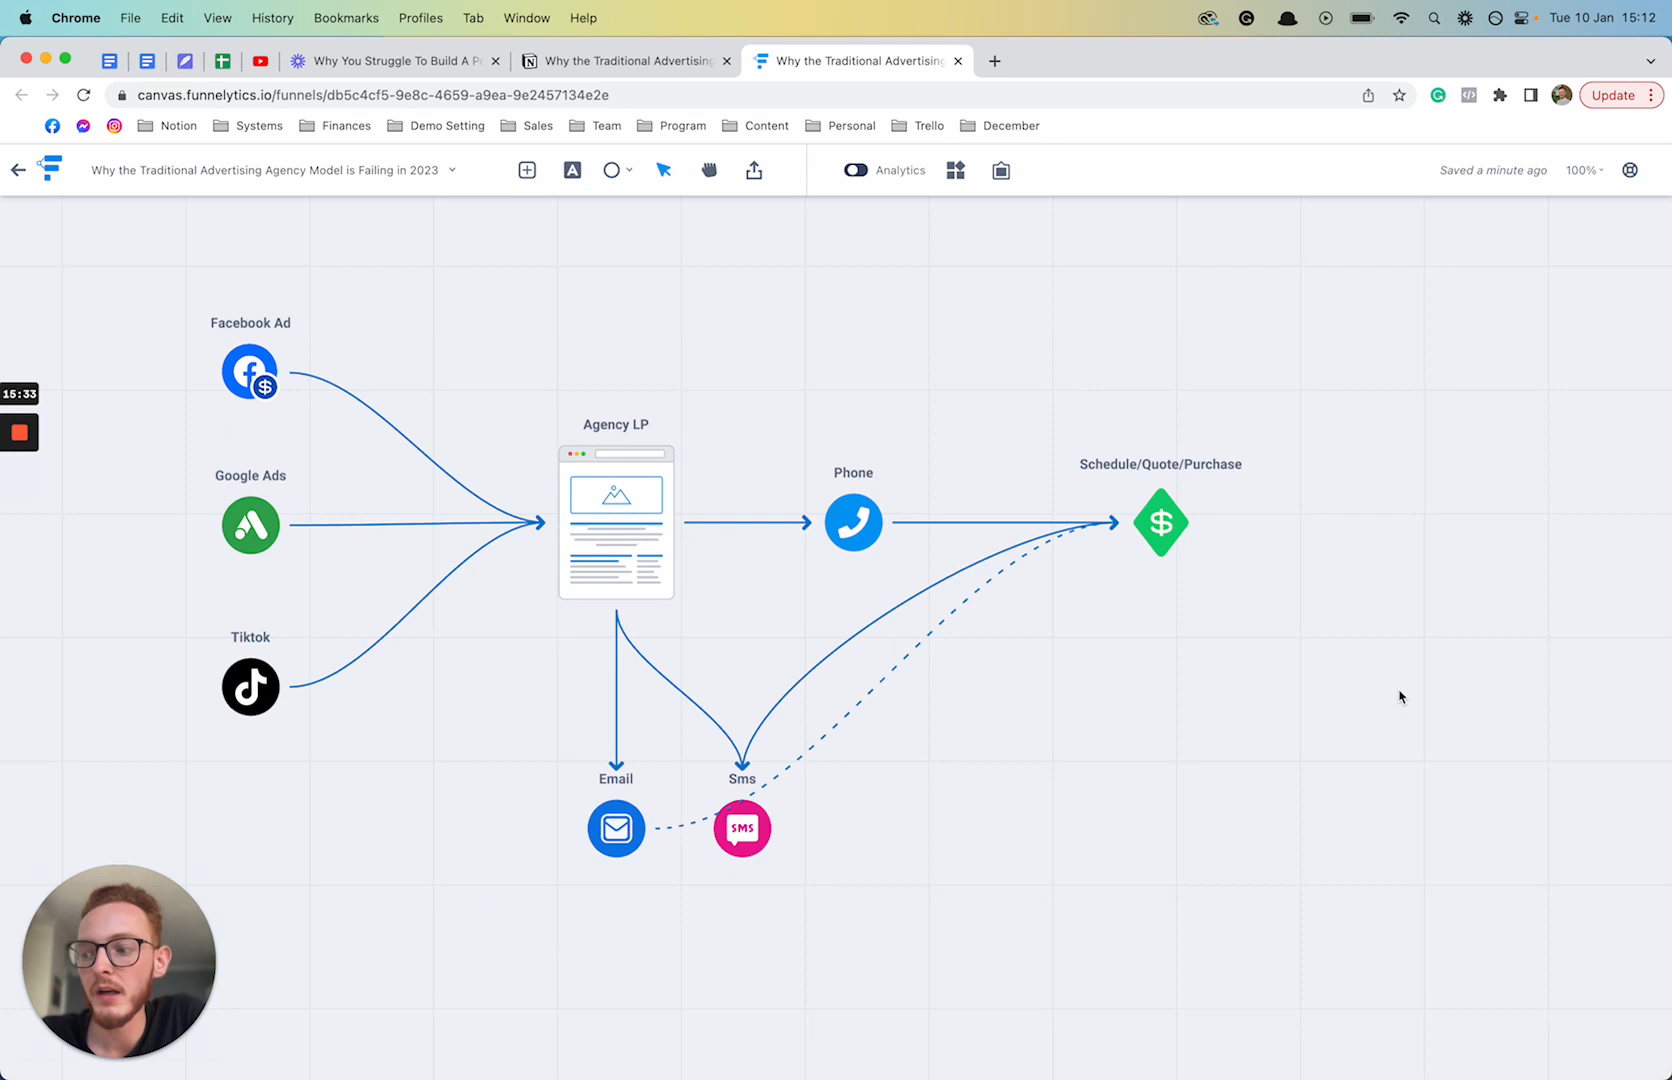 Chrome File Edit View History Bookmarks Profiles Tab Window Help Tue 10 Jan 15:12
Why You Struggle To Build A Pe Why the Traditional Advertising Why the Traditional Advertising
canvas.funnelytics.io/funnels/db5c4cf5-9e8c-4659-a9ea-9e2457134e2e Update
Notion Systems Finances Demo Setting Sales Team Program Content Personal Trello December
Why the Traditional Advertising Agency Model is Failing in 2023 A Analytics Saved a minute ago 100%
Facebook Ad
$
15:33
Agency LP
Google Ads
Phone
Schedule/Quote/Purchase
$
Tiktok
Email
Sms
SMS